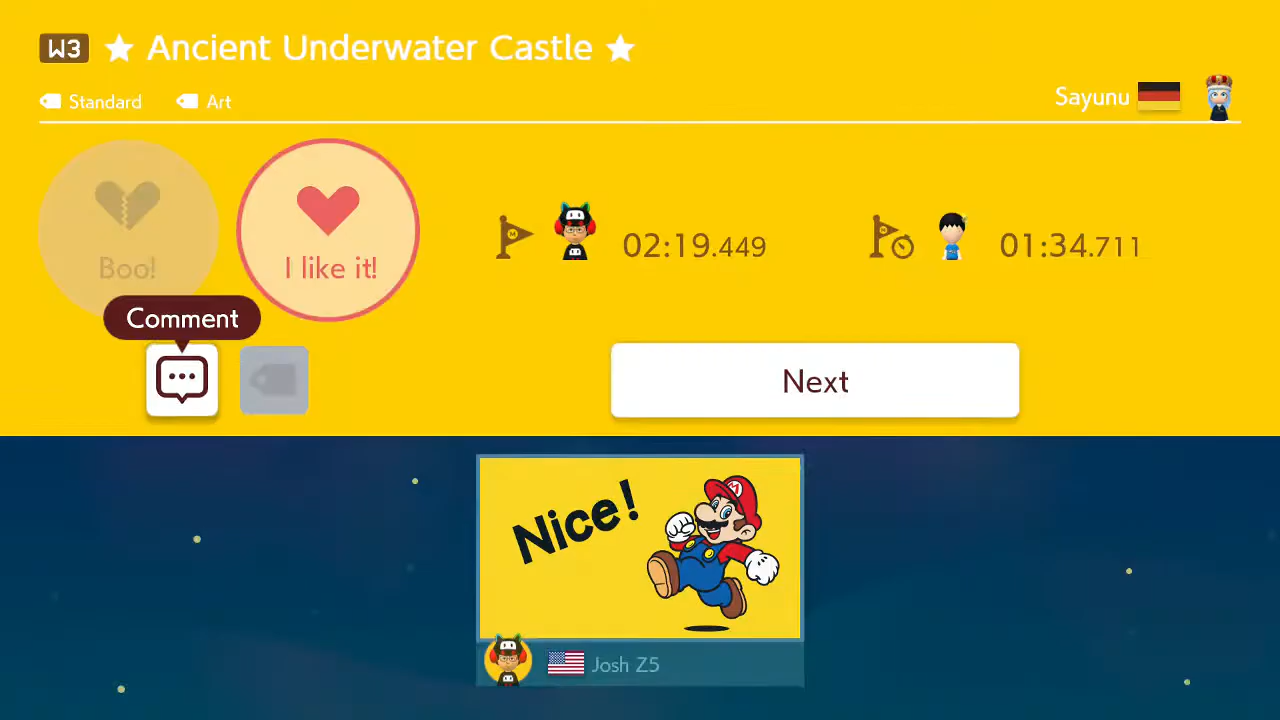 W3 ★ Ancient Underwater Castle ★
Standard Art
Sayunu
Boo!
I like it!
M 02:19.449
M 01:34.711
Comment
Next
Nice!
M
Josh Z5